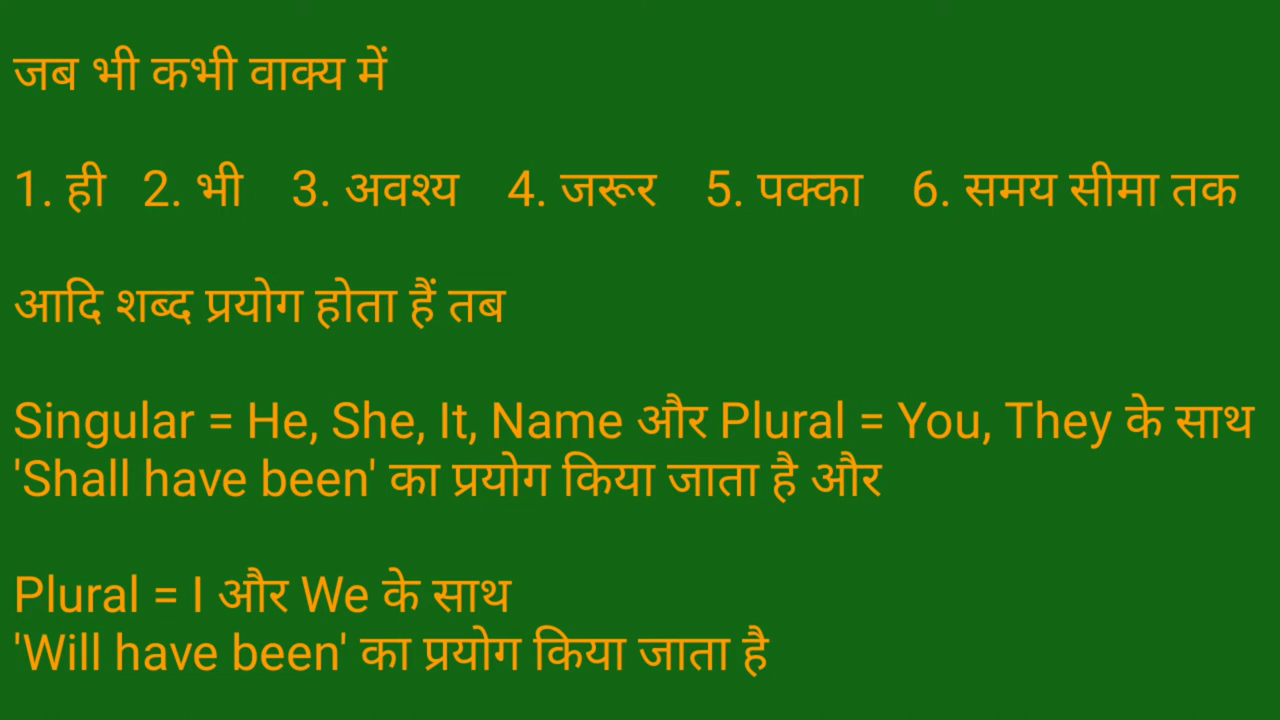 जब भी कभी वाक्य में
1. ही 2. भी 3. अवश्य 4. जरूर 5. पक्का 6. समय सीमा तक
आदि शब्द प्रयोग होता हैं तब
Singular = He, She, It, Name और Plural = You, They के साथ
'Shall have been' का प्रयोग किया जाता है और
Plural = I और We के साथ
'Will have been' का प्रयोग किया जाता है